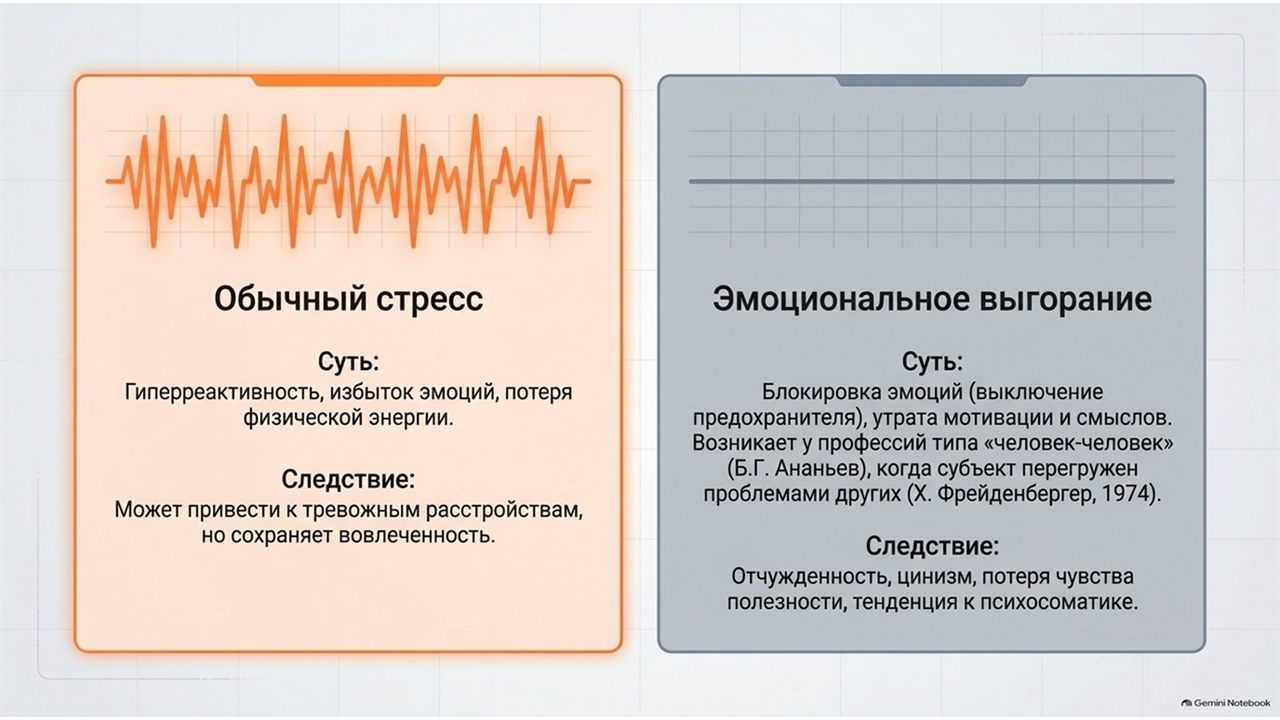 Обычный стресс
Суть:
Гиперреактивность, избыток эмоций, потеря
физической энергии.
Следствие:
Может привести к тревожным расстройствам,
но сохраняет вовлеченность.
Эмоциональное выгорание
Суть:
Блокировка эмоций (выключение
предохранителя), утрата мотивации и смыслов.
Возникает у профессий типа «человек-человек»
(Б.Г. Ананьев), когда субъект перегружен
проблемами других (Х. Фрейденбергер, 1974).
Следствие:
Отчужденность, цинизм, потеря чувства
полезности, тенденция к психосоматике.
Gemini Notebook